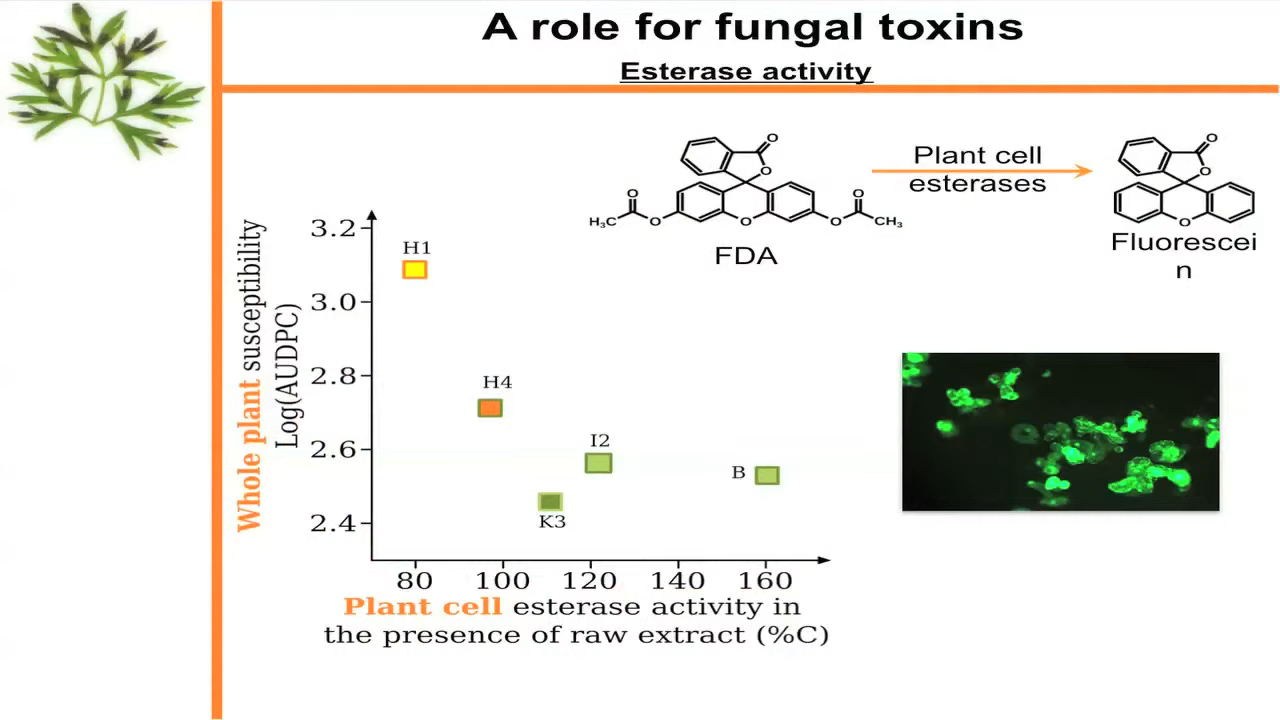 A role for fungal toxins
Esterase activity
O
O
O
O
O
O
O
H₃C
CH₃
FDA
Plant cell
esterases
O
O
O
Fluorescei
n
Whole plant susceptibility
Log(AUDPC)
3.2
3.0
2.8
2.6
2.4
H1
H4
I2
B
K3
80 100 120 140 160
Plant cell esterase activity in
the presence of raw extract (%C)